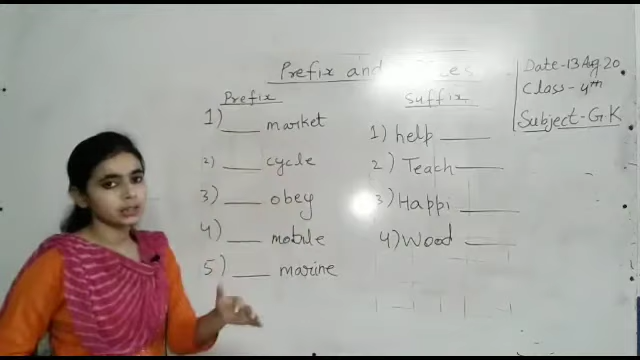 Prefix and
Date-13 Ag.20
Class-4th
Subject-G.K
Prefix
1) ___ market
2) ___ cycle
3) ___ obey
4) ___ mobile
5) ___ marine
Suffix
1) help ___
2) Teach ___
3) Happi ___
4) Wood ___